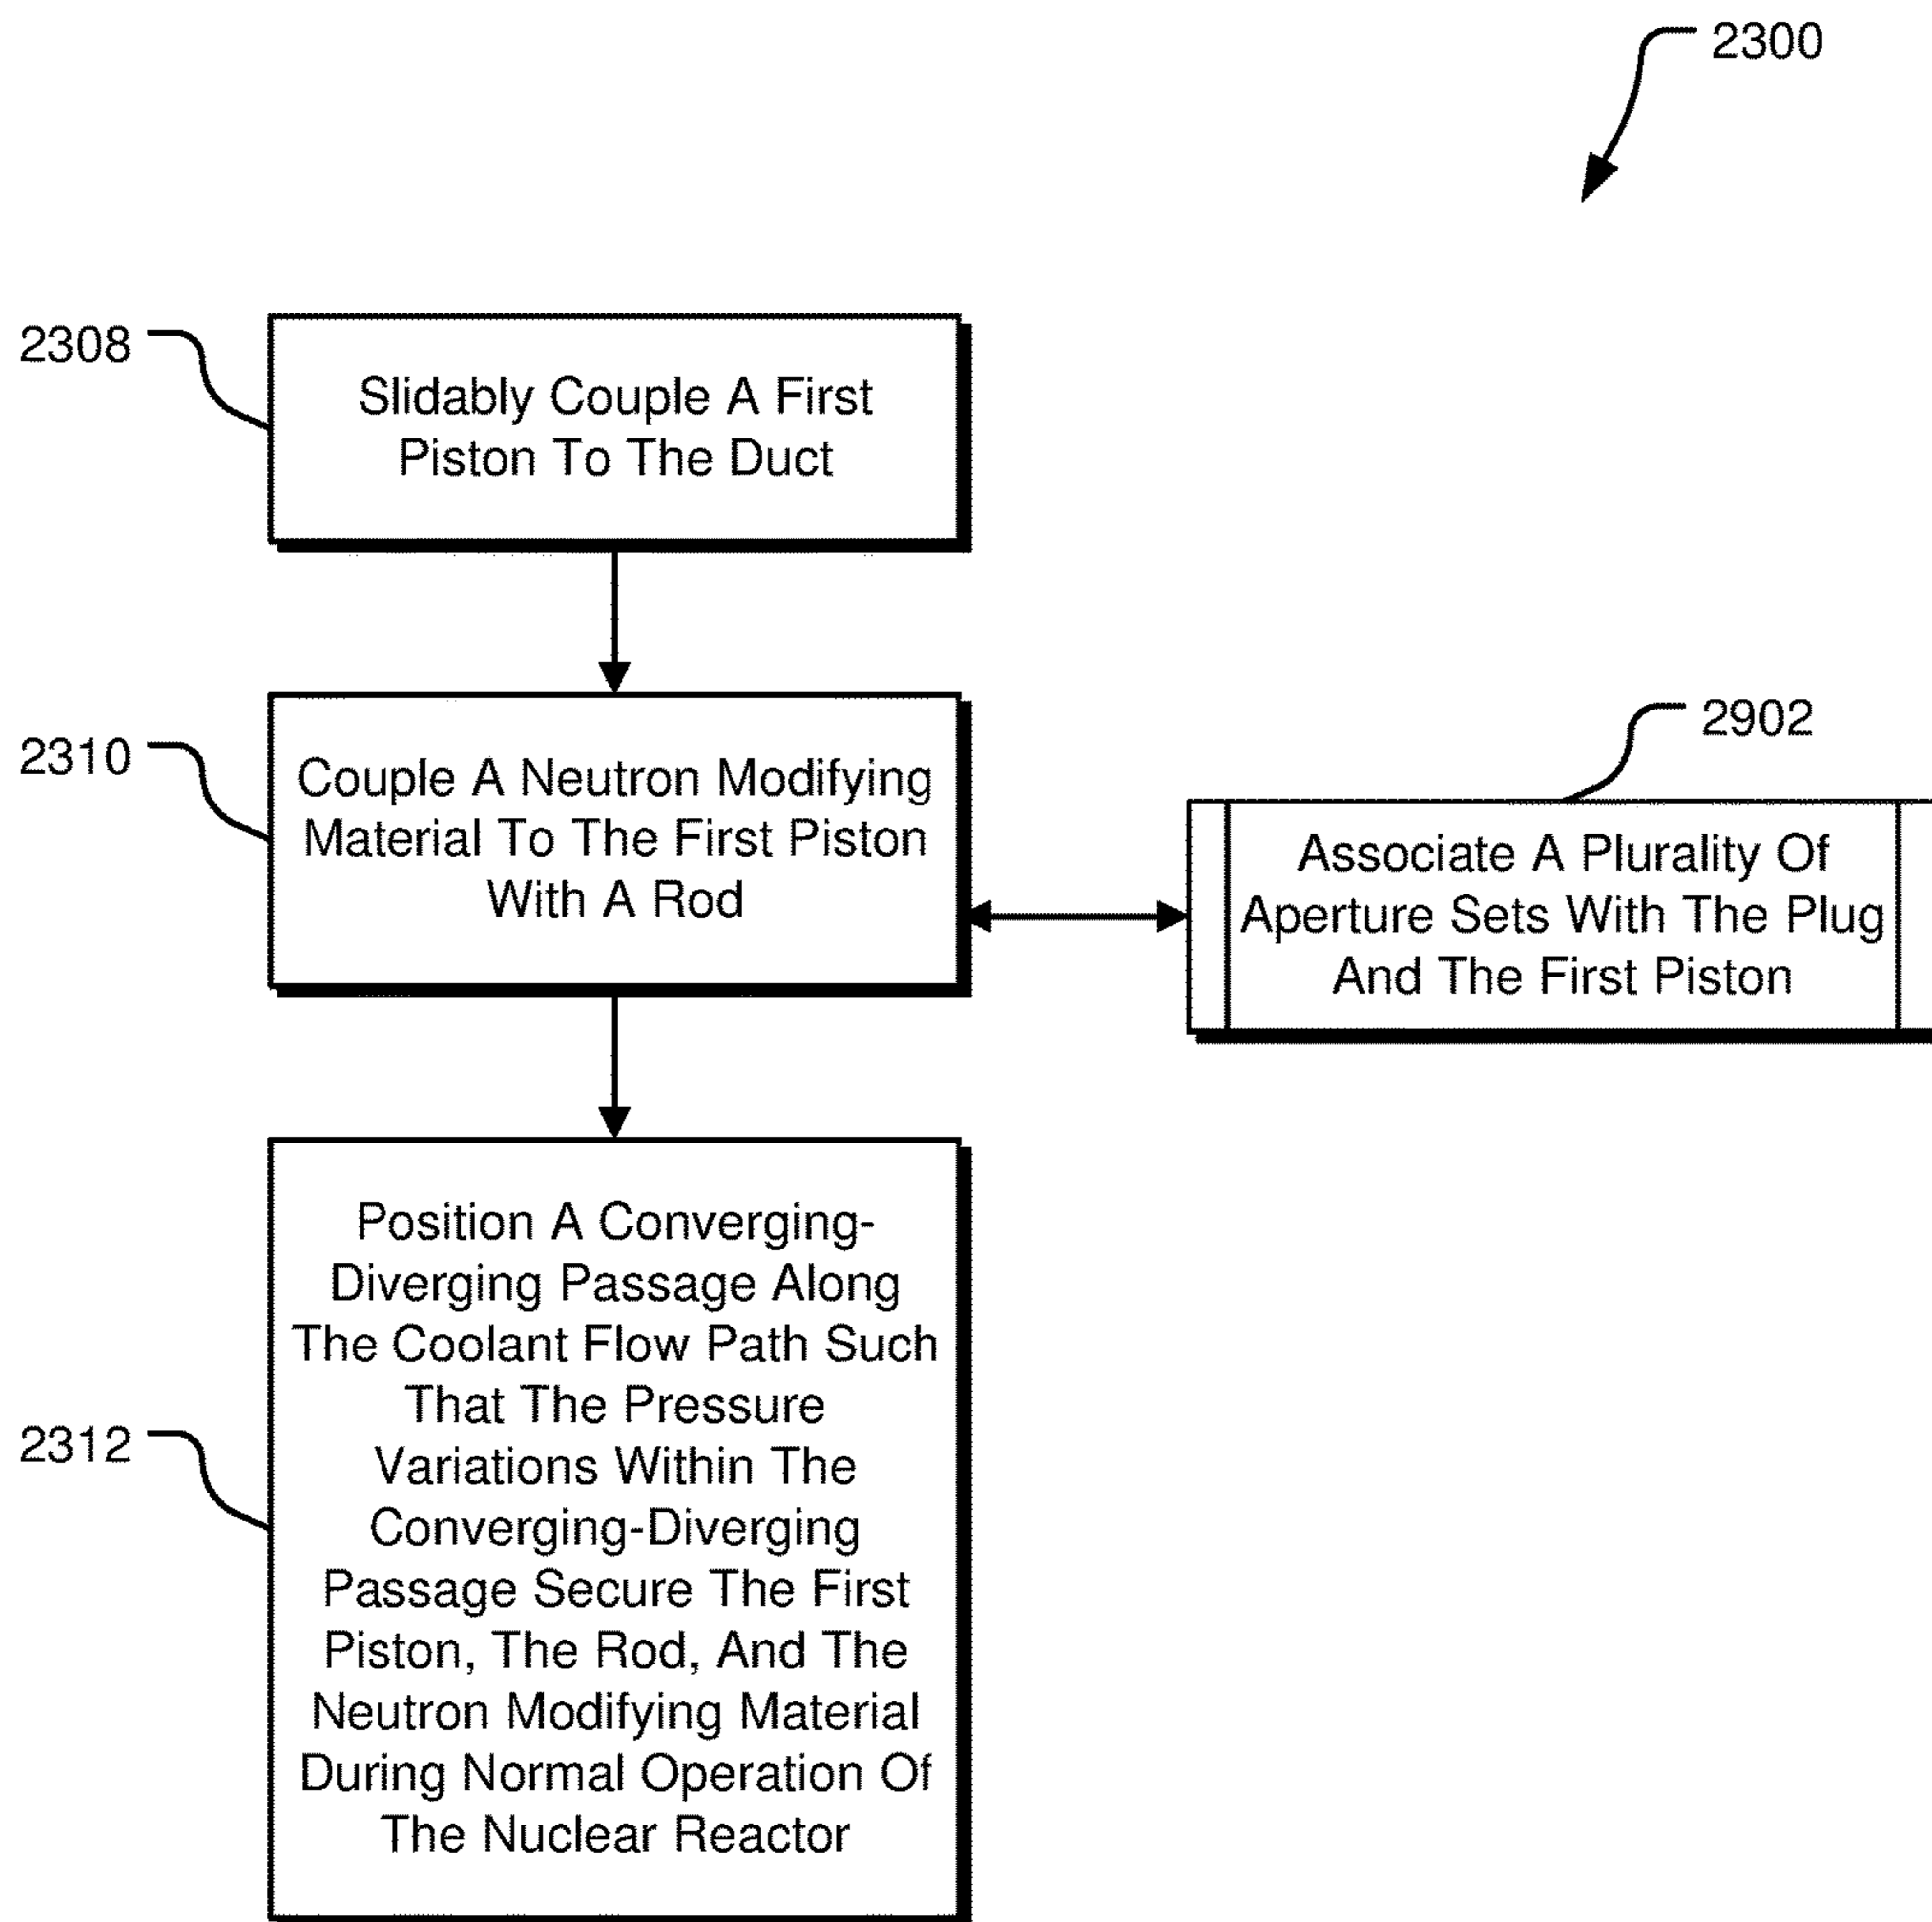 2300
2308
Slidably Couple A First
Piston To The Duct
2310
Couple A Neutron Modifying
Material To The First Piston
With A Rod
2902
Associate A Plurality Of
Aperture Sets With The Plug
And The First Piston
2312
Position A Converging-
Diverging Passage Along
The Coolant Flow Path Such
That The Pressure
Variations Within The
Converging-Diverging
Passage Secure The First
Piston, The Rod, And The
Neutron Modifying Material
During Normal Operation Of
The Nuclear Reactor